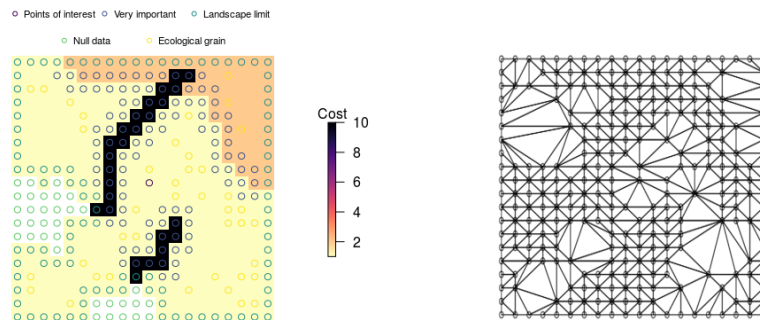 Points of interest Very important Landscape limit
Null data Ecological grain
Cost
10
8
6
4
2